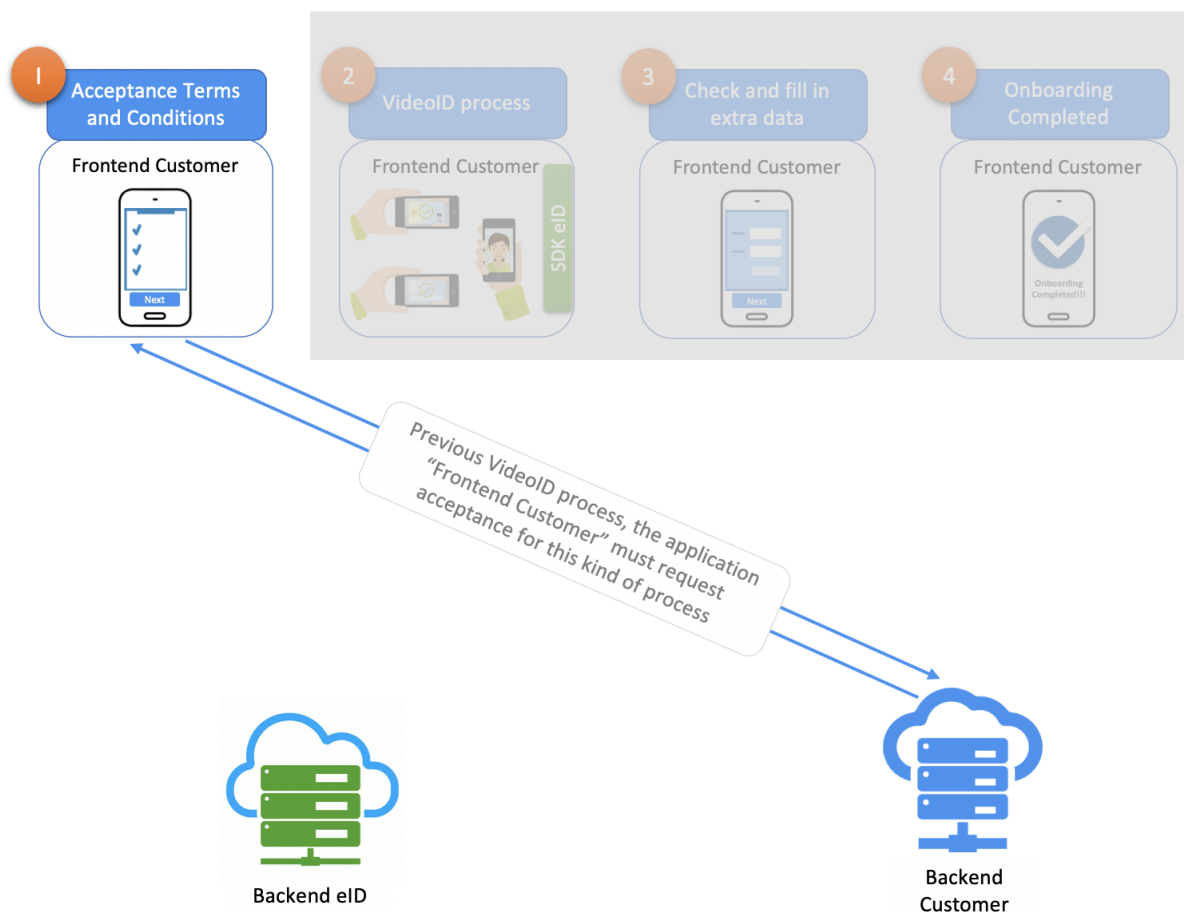 1
Acceptance Terms
and Conditions
Frontend Customer
Next
2
VideoID process
Frontend Customer
SDK eID
3
Check and fill in
extra data
Frontend Customer
Next
4
Onboarding
Completed
Frontend Customer
Onboarding
Completed!!!
Previous VideoID process, the application
“Frontend Customer” must request
acceptance for this kind of process
Backend eID
Backend
Customer